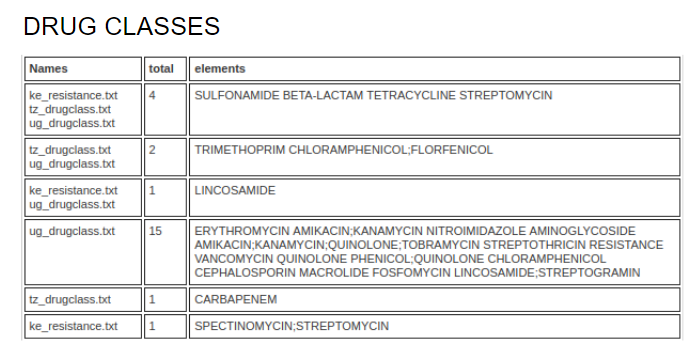 DRUG CLASSES
Names total elements
ke_resistance.txt 4 SULFONAMIDE BETA-LACTAM TETRACYCLINE STREPTOMYCIN
tz_drugclass.txt
ug_drugclass.txt
tz_drugclass.txt 2 TRIMETHOPRIM CHLORAMPHENICOL;FLORFENICOL
ug_drugclass.txt
ke_resistance.txt 1 LINCOSAMIDE
ug_drugclass.txt
ug_drugclass.txt 15 ERYTHROMYCIN AMIKACIN;KANAMYCIN NITROIMIDAZOLE AMINOGLYCOSIDE
AMIKACIN;KANAMYCIN;QUINOLONE;TOBRAMYCIN STREPTOTHRICIN RESISTANCE
VANCOMYCIN QUINOLONE PHENICOL;QUINOLONE CHLORAMPHENICOL
CEPHALOSPORIN MACROLIDE FOSFOMYCIN LINCOSAMIDE;STREPTOGRAMIN
tz_drugclass.txt 1 CARBAPENEM
ke_resistance.txt 1 SPECTINOMYCIN;STREPTOMYCIN